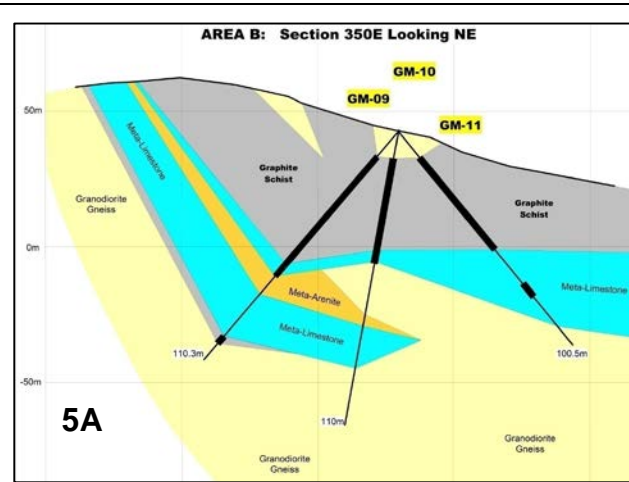 AREA B: Section 350E Looking NE
GM-10
GM-09
GM-11
50m
Meta-Limestone
Graphite
Schist
Granodiorite
Gneiss
Graphite
Schist
0m
Meta-Limestone
Meta-Arenite
Meta-Limestone
110.3m
100.5m
-50m
5A
110m
Granodiorite
Gneiss
Granodiorite
Gneiss